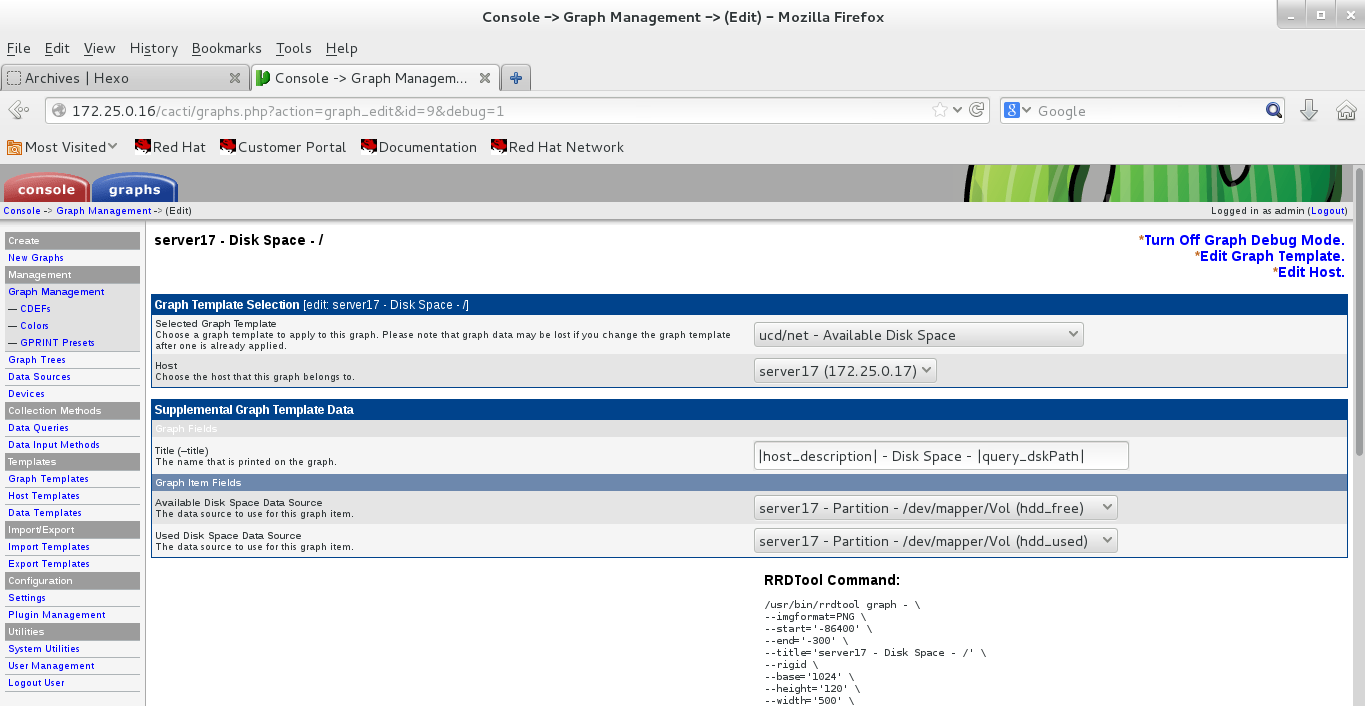 Console -> Graph Management -> (Edit) - Mozilla Firefox
File Edit View History Bookmarks Tools Help
Archives | Hexo
Console -> Graph Managem...
172.25.0.16/cacti/graphs.php?action=graph_edit&id=9&debug=1
Google
Most Visited Red Hat Customer Portal Documentation Red Hat Network
console graphs
Console -> Graph Management -> (Edit)
Logged in as admin (Logout)
Create
New Graphs
Management
Graph Management
— CDEFs
— Colors
— GPRINT Presets
Graph Trees
Data Sources
Devices
Collection Methods
Data Queries
Data Input Methods
Templates
Graph Templates
Host Templates
Data Templates
Import/Export
Import Templates
Export Templates
Configuration
Settings
Plugin Management
Utilities
System Utilities
User Management
Logout User
server17 - Disk Space - /
*Turn Off Graph Debug Mode.
*Edit Graph Template.
*Edit Host.
Graph Template Selection [edit: server17 - Disk Space - /]
Selected Graph Template
Choose a graph template to apply to this graph. Please note that graph data may be lost if you change the graph template
after one is already applied.
ucd/net - Available Disk Space
Host
Choose the host that this graph belongs to.
server17 (172.25.0.17)
Supplemental Graph Template Data
Graph Fields
Title (--title)
The name that is printed on the graph.
|host_description| - Disk Space - |query_dskPath|
Graph Item Fields
Available Disk Space Data Source
The data source to use for this graph item.
server17 - Partition - /dev/mapper/Vol (hdd_free)
Used Disk Space Data Source
The data source to use for this graph item.
server17 - Partition - /dev/mapper/Vol (hdd_used)
RRDTool Command:
/usr/bin/rrdtool graph - \
--imgformat=PNG \
--start='-86400' \
--end='-300' \
--title='server17 - Disk Space - /' \
--rigid \
--base='1024' \
--height='120' \
--width='500' \